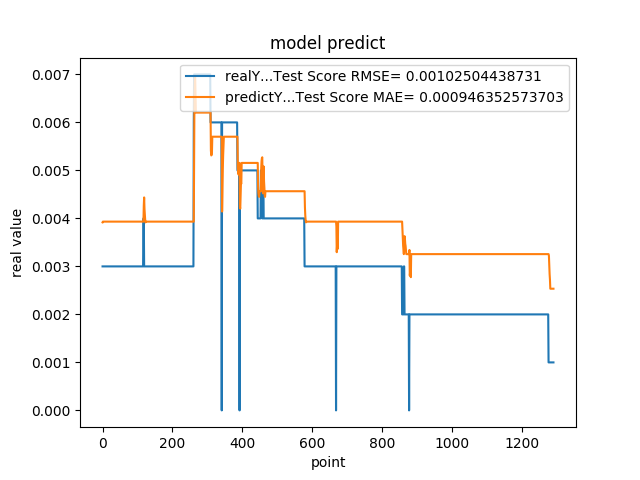 model predict
realY...Test Score RMSE= 0.00102504438731
predictY...Test Score MAE= 0.000946352573703
0.007
0.006
0.005
0.004
0.003
0.002
0.001
0.000
real value
0 200 400 600 800 1000 1200
point